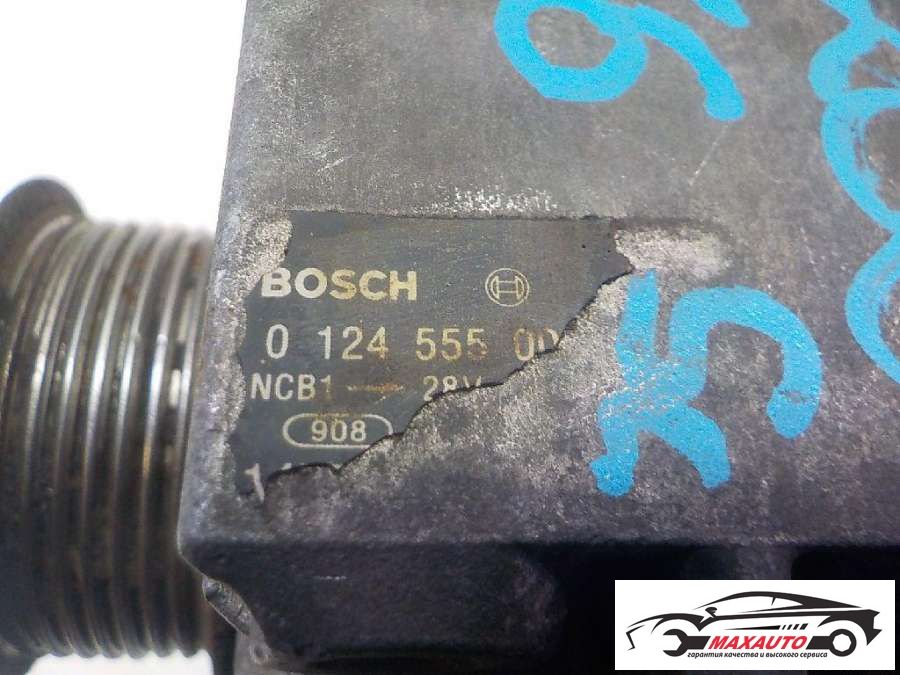 BOSCH
0 124 555 00
NCB1 → 28V
908
MAXAUTO
гарантия качества и высокого сервиса